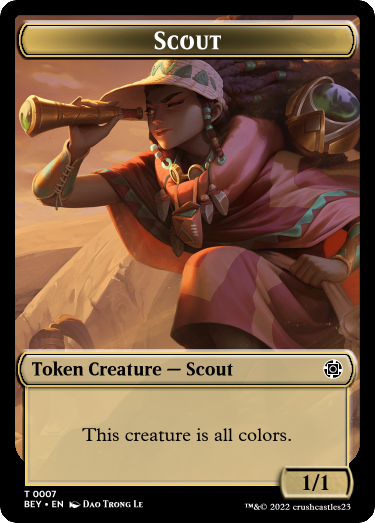 Scout
Token Creature — Scout
This creature is all colors.
1/1
T 0007
BEY • EN Dao Trong Le
™&© 2022 crushcastles23